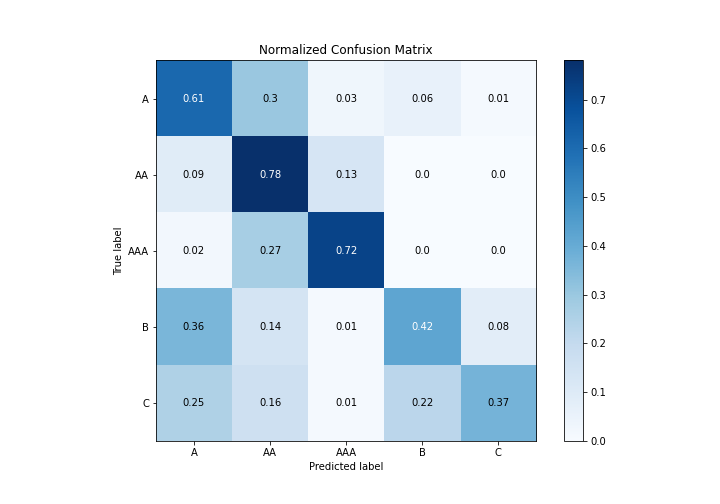 Normalized Confusion Matrix
A 0.61 0.3 0.03 0.06 0.01
AA 0.09 0.78 0.13 0.0 0.0
AAA 0.02 0.27 0.72 0.0 0.0
B 0.36 0.14 0.01 0.42 0.08
C 0.25 0.16 0.01 0.22 0.37
A AA AAA B C
True label
Predicted label
0.7
0.6
0.5
0.4
0.3
0.2
0.1
0.0